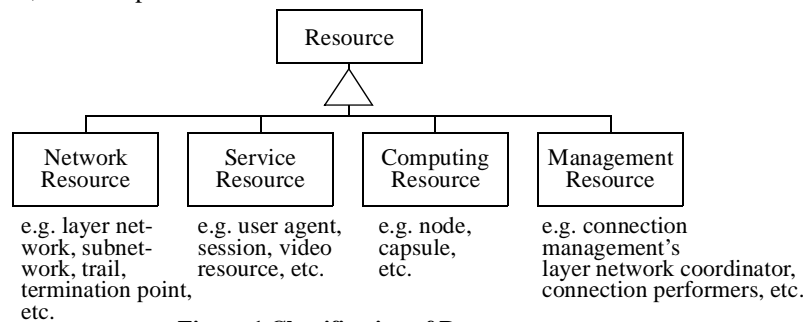 Resource
Network
Resource
Service
Resource
Computing
Resource
Management
Resource
e.g. layer net-
work, subnet-
work, trail,
termination point,
etc.
e.g. user agent,
session, video
resource, etc.
e.g. node,
capsule,
etc.
e.g. connection
management's
layer network coordinator,
connection performers, etc.